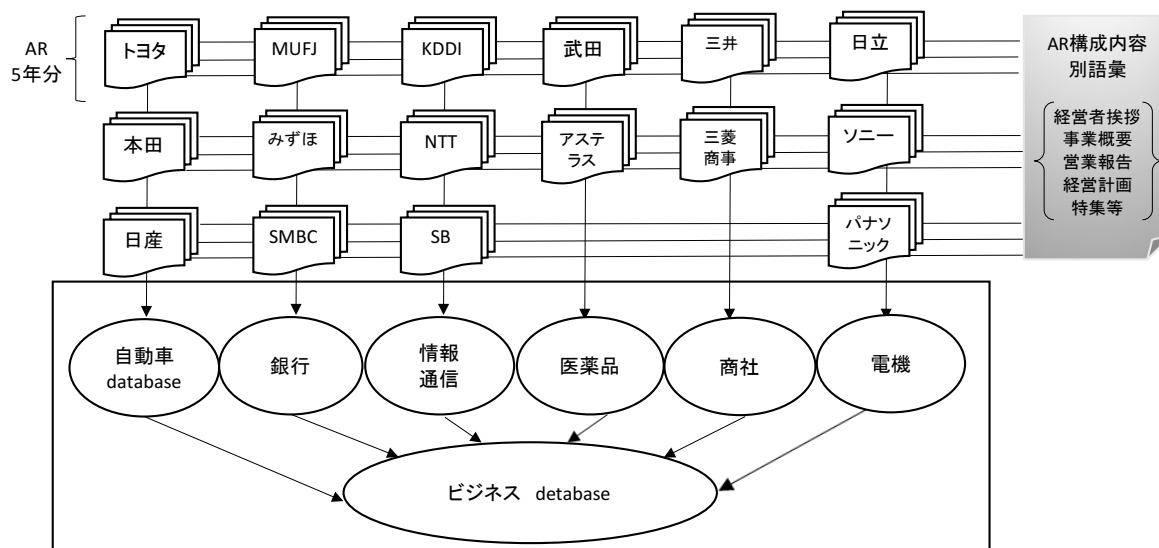 AR
5年分
トヨタ
MUFJ
KDDI
武田
三井
日立
AR構成内容
別語彙
経営者挨拶
事業概要
営業報告
経営計画
特集等
本田
みずほ
NTT
アステ
ラス
三菱
商事
ソニー
日産
SMBC
SB
パナソ
ニック
自動車
database
銀行
情報
通信
医薬品
商社
電機
ビジネス detabase